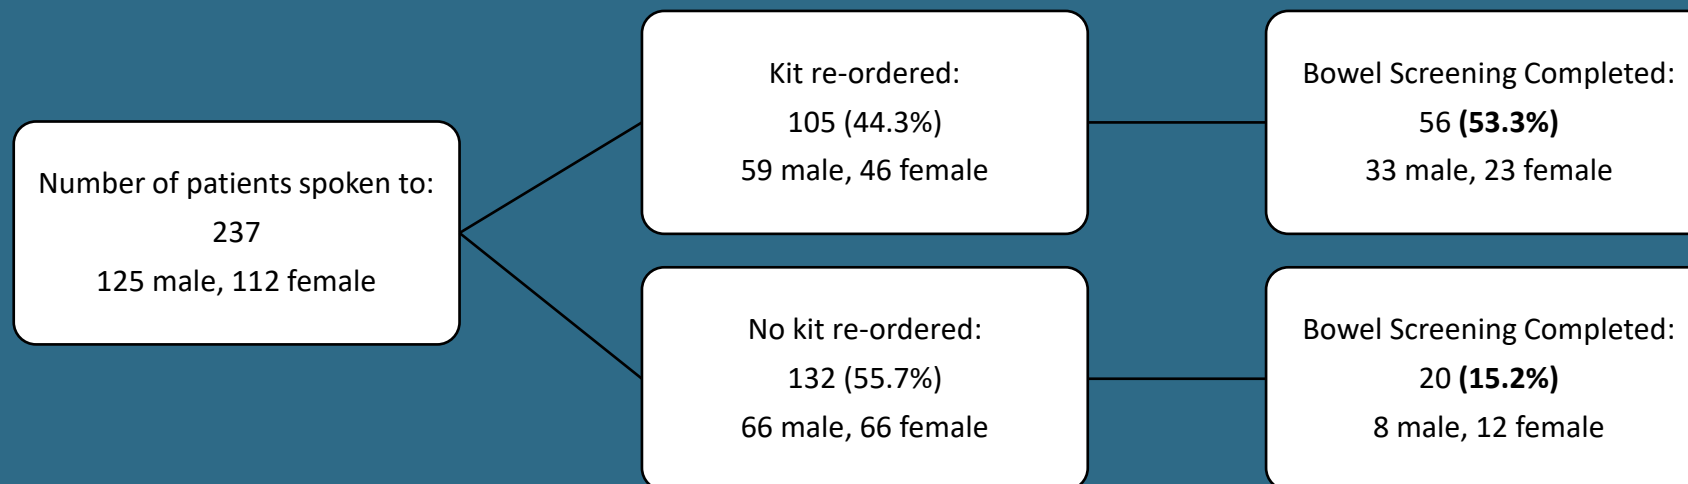 Number of patients spoken to:
237
125 male, 112 female
Kit re-ordered:
105 (44.3%)
59 male, 46 female
Bowel Screening Completed:
56 (53.3%)
33 male, 23 female
No kit re-ordered:
132 (55.7%)
66 male, 66 female
Bowel Screening Completed:
20 (15.2%)
8 male, 12 female